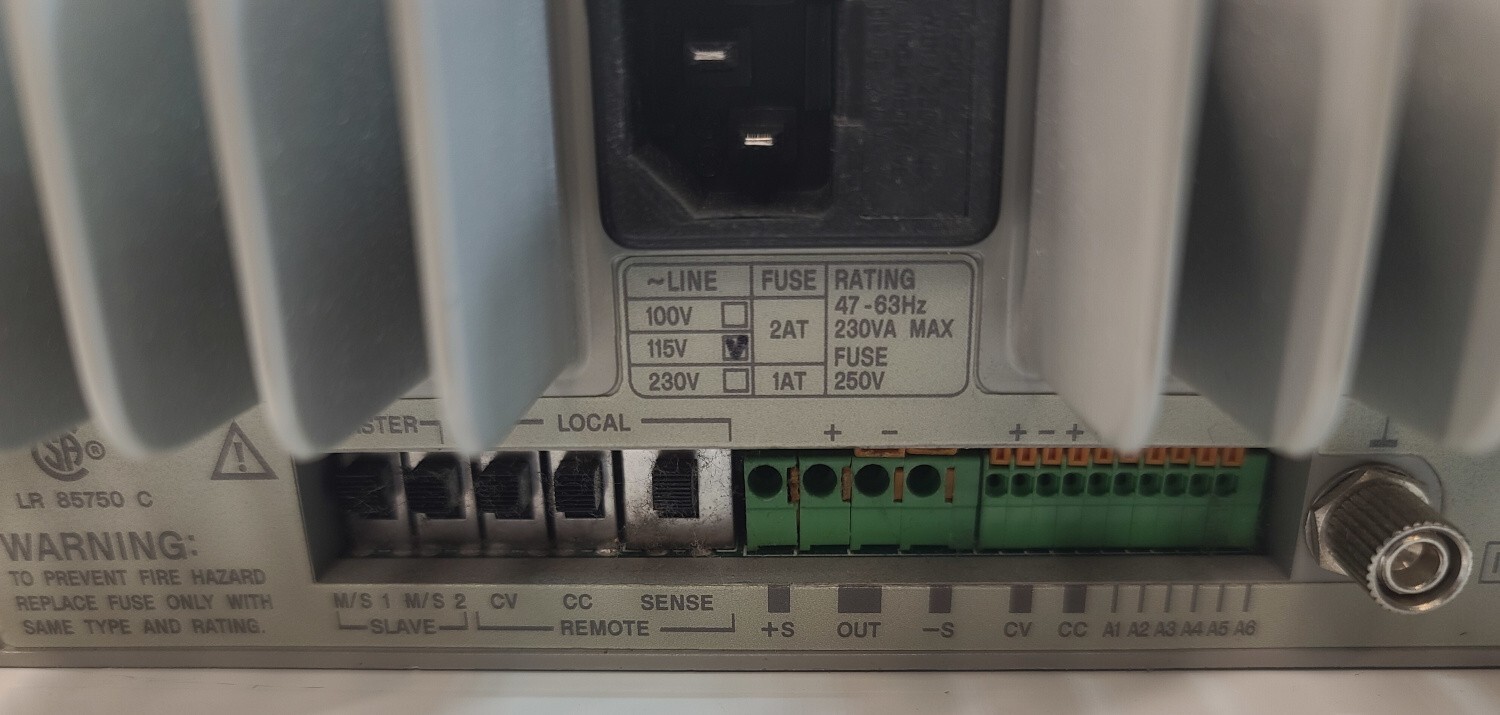 ~LINE FUSE RATING
100V 2AT 47-63Hz
115V 230VA MAX
FUSE
230V 1AT 250V
LOCAL
+ -
+ - +
SA®
LR 85750 C
WARNING:
TO PREVENT FIRE HAZARD
REPLACE FUSE ONLY WITH
SAME TYPE AND RATING.
M/S 1 M/S 2 CV CC SENSE
SLAVE REMOTE
+S OUT -S CV CC A1 A2 A3 A4 A5 A6